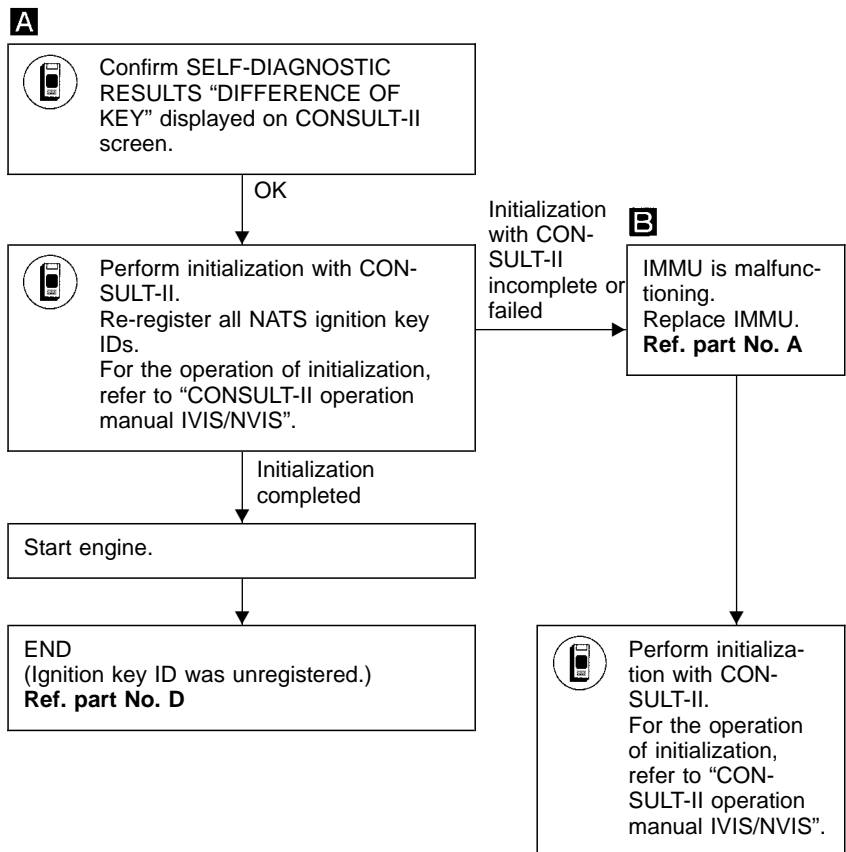 A
Confirm SELF-DIAGNOSTIC
RESULTS “DIFFERENCE OF
KEY” displayed on CONSULT-II
screen.
OK
Perform initialization with CON-
SULT-II.
Re-register all NATS ignition key
IDs.
For the operation of initialization,
refer to “CONSULT-II operation
manual IVIS/NVIS”.
Initialization
with CON-
SULT-II
incomplete or
failed
B
IMMU is malfunc-
tioning.
Replace IMMU.
Ref. part No. A
Initialization
completed
Start engine.
END
(Ignition key ID was unregistered.)
Ref. part No. D
Perform initializa-
tion with CON-
SULT-II.
For the operation
of initialization,
refer to “CON-
SULT-II operation
manual IVIS/NVIS”.